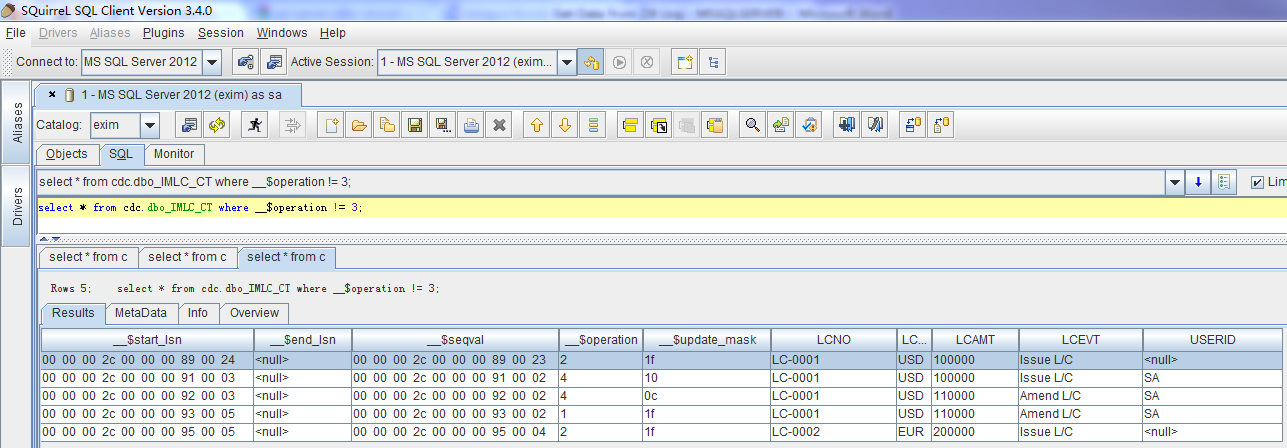 SQuirreL SQL Client Version 3.4.0
File Drivers Aliases Plugins Session Windows Help
Connect to: MS SQL Server 2012 Active Session: 1 - MS SQL Server 2012 (exim...
Aliases
Drivers
1 - MS SQL Server 2012 (exim) as sa
Catalog: exim
Objects SQL Monitor
select * from cdc.dbo_IMLC_CT where __$operation != 3; Lim
select * from cdc.dbo_IMLC_CT where __$operation != 3;
select * from c select * from c select * from c
Rows 5; select * from cdc.dbo_IMLC_CT where __$operation != 3;
Results MetaData Info Overview
__$start_lsn __$end_lsn __$seqval __$operation __$update_mask LCNO LC... LCAMT LCEVT USERID
00 00 00 2c 00 00 00 89 00 24 <null> 00 00 00 2c 00 00 00 89 00 23 2 1f LC-0001 USD 100000 Issue L/C <null>
00 00 00 2c 00 00 00 91 00 03 <null> 00 00 00 2c 00 00 00 91 00 02 4 10 LC-0001 USD 100000 Issue L/C SA
00 00 00 2c 00 00 00 92 00 03 <null> 00 00 00 2c 00 00 00 92 00 02 4 0c LC-0001 USD 110000 Amend L/C SA
00 00 00 2c 00 00 00 93 00 05 <null> 00 00 00 2c 00 00 00 93 00 02 1 1f LC-0001 USD 110000 Amend L/C SA
00 00 00 2c 00 00 00 95 00 05 <null> 00 00 00 2c 00 00 00 95 00 04 2 1f LC-0002 EUR 200000 Issue L/C <null>